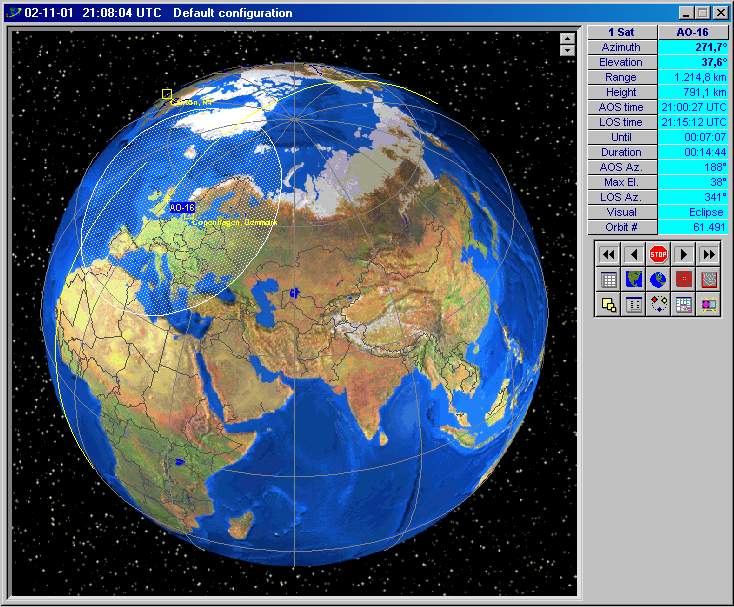 02-11-01 21:08:04 UTC Default configuration
1 Sat AO-16
Azimuth 271,7°
Elevation 37,6°
Range 1.214,8 km
Height 791,1 km
AOS time 21:00:27 UTC
LOS time 21:15:12 UTC
Until 00:07:07
Duration 00:14:44
AOS Az. 188°
Max El. 38°
LOS Az. 341°
Visual Eclipse
Orbit # 61.491
STOP
AO-16
Copenhagen, Denmark